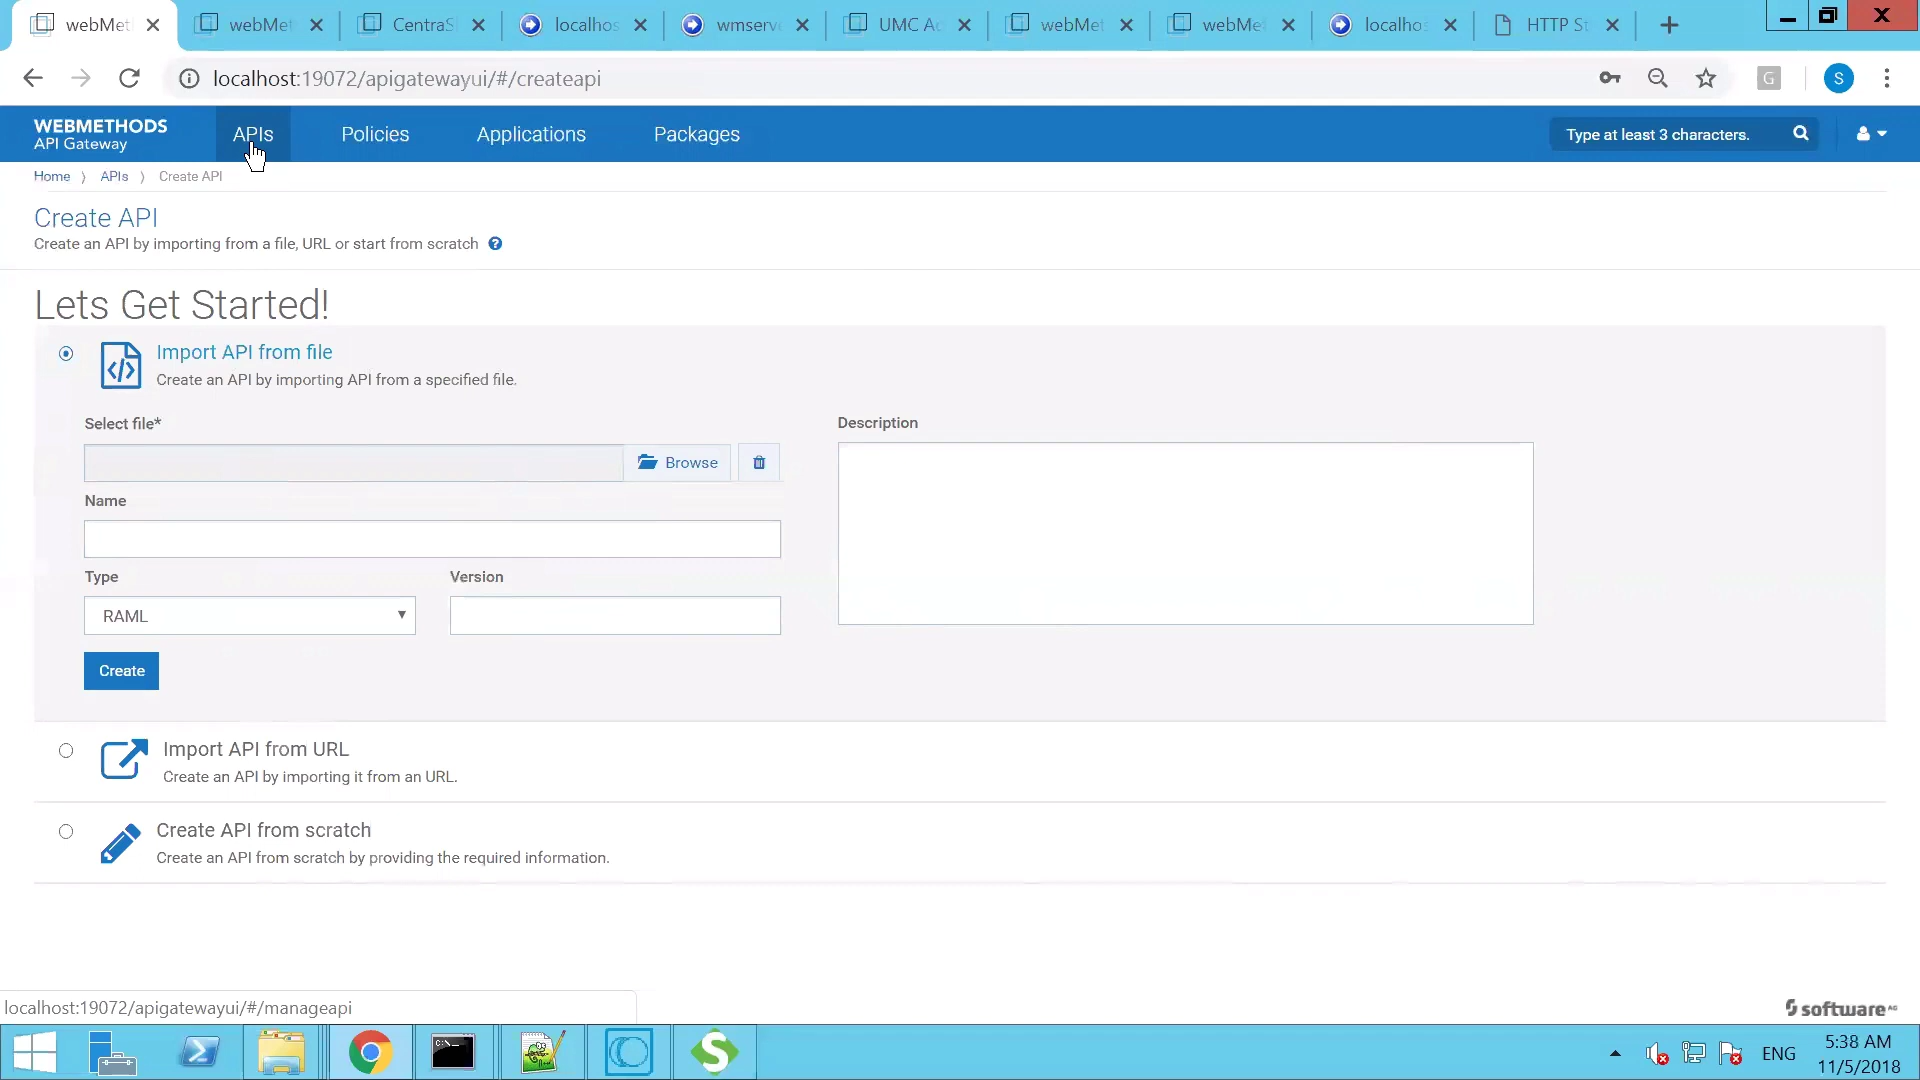 webMet
webMet
CentraS
localhos
wmserv
UMC Ac
webMet
webMet
localhos
HTTP St
localhost:19072/apigatewayui/#/createapi
G
S
WEBMETHODS
API Gateway
APIs
Policies
Applications
Packages
Type at least 3 characters.
Home 〉 APIs 〉 Create API
Create API
Create an API by importing from a file, URL or start from scratch
Lets Get Started!
Import API from file
Create an API by importing API from a specified file.
Select file*
Description
Browse
Name
Type
Version
RAML
Create
Import API from URL
Create an API by importing it from an URL.
Create API from scratch
Create an API from scratch by providing the required information.
localhost:19072/apigatewayui/#/manageapi
software AG
ENG
5:38 AM
11/5/2018